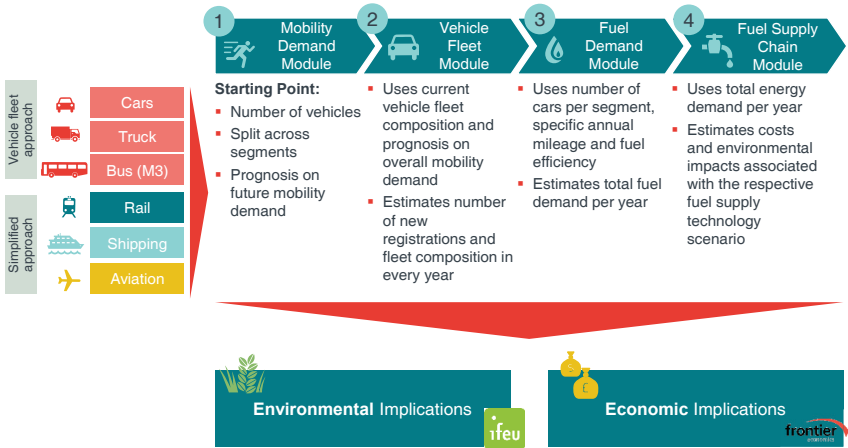 1
Mobility
Demand
Module
2
Vehicle
Fleet
Module
3
Fuel
Demand
Module
4
Fuel Supply
Chain
Module
Vehicle fleet
approach
Cars
Truck
Bus (M3)
Simplified
approach
Rail
Shipping
Aviation
Starting Point:
▪ Number of vehicles
▪ Split across
segments
▪ Prognosis on
future mobility
demand
▪ Uses current
vehicle fleet
composition and
prognosis on
overall mobility
demand
▪ Estimates number
of new
registrations and
fleet composition in
every year
▪ Uses number of
cars per segment,
specific annual
mileage and fuel
efficiency
▪ Estimates total fuel
demand per year
▪ Uses total energy
demand per year
▪ Estimates costs
and environmental
impacts associated
with the respective
fuel supply
technology
scenario
Environmental Implications
ifeu
$
£
Economic Implications
frontier
economics